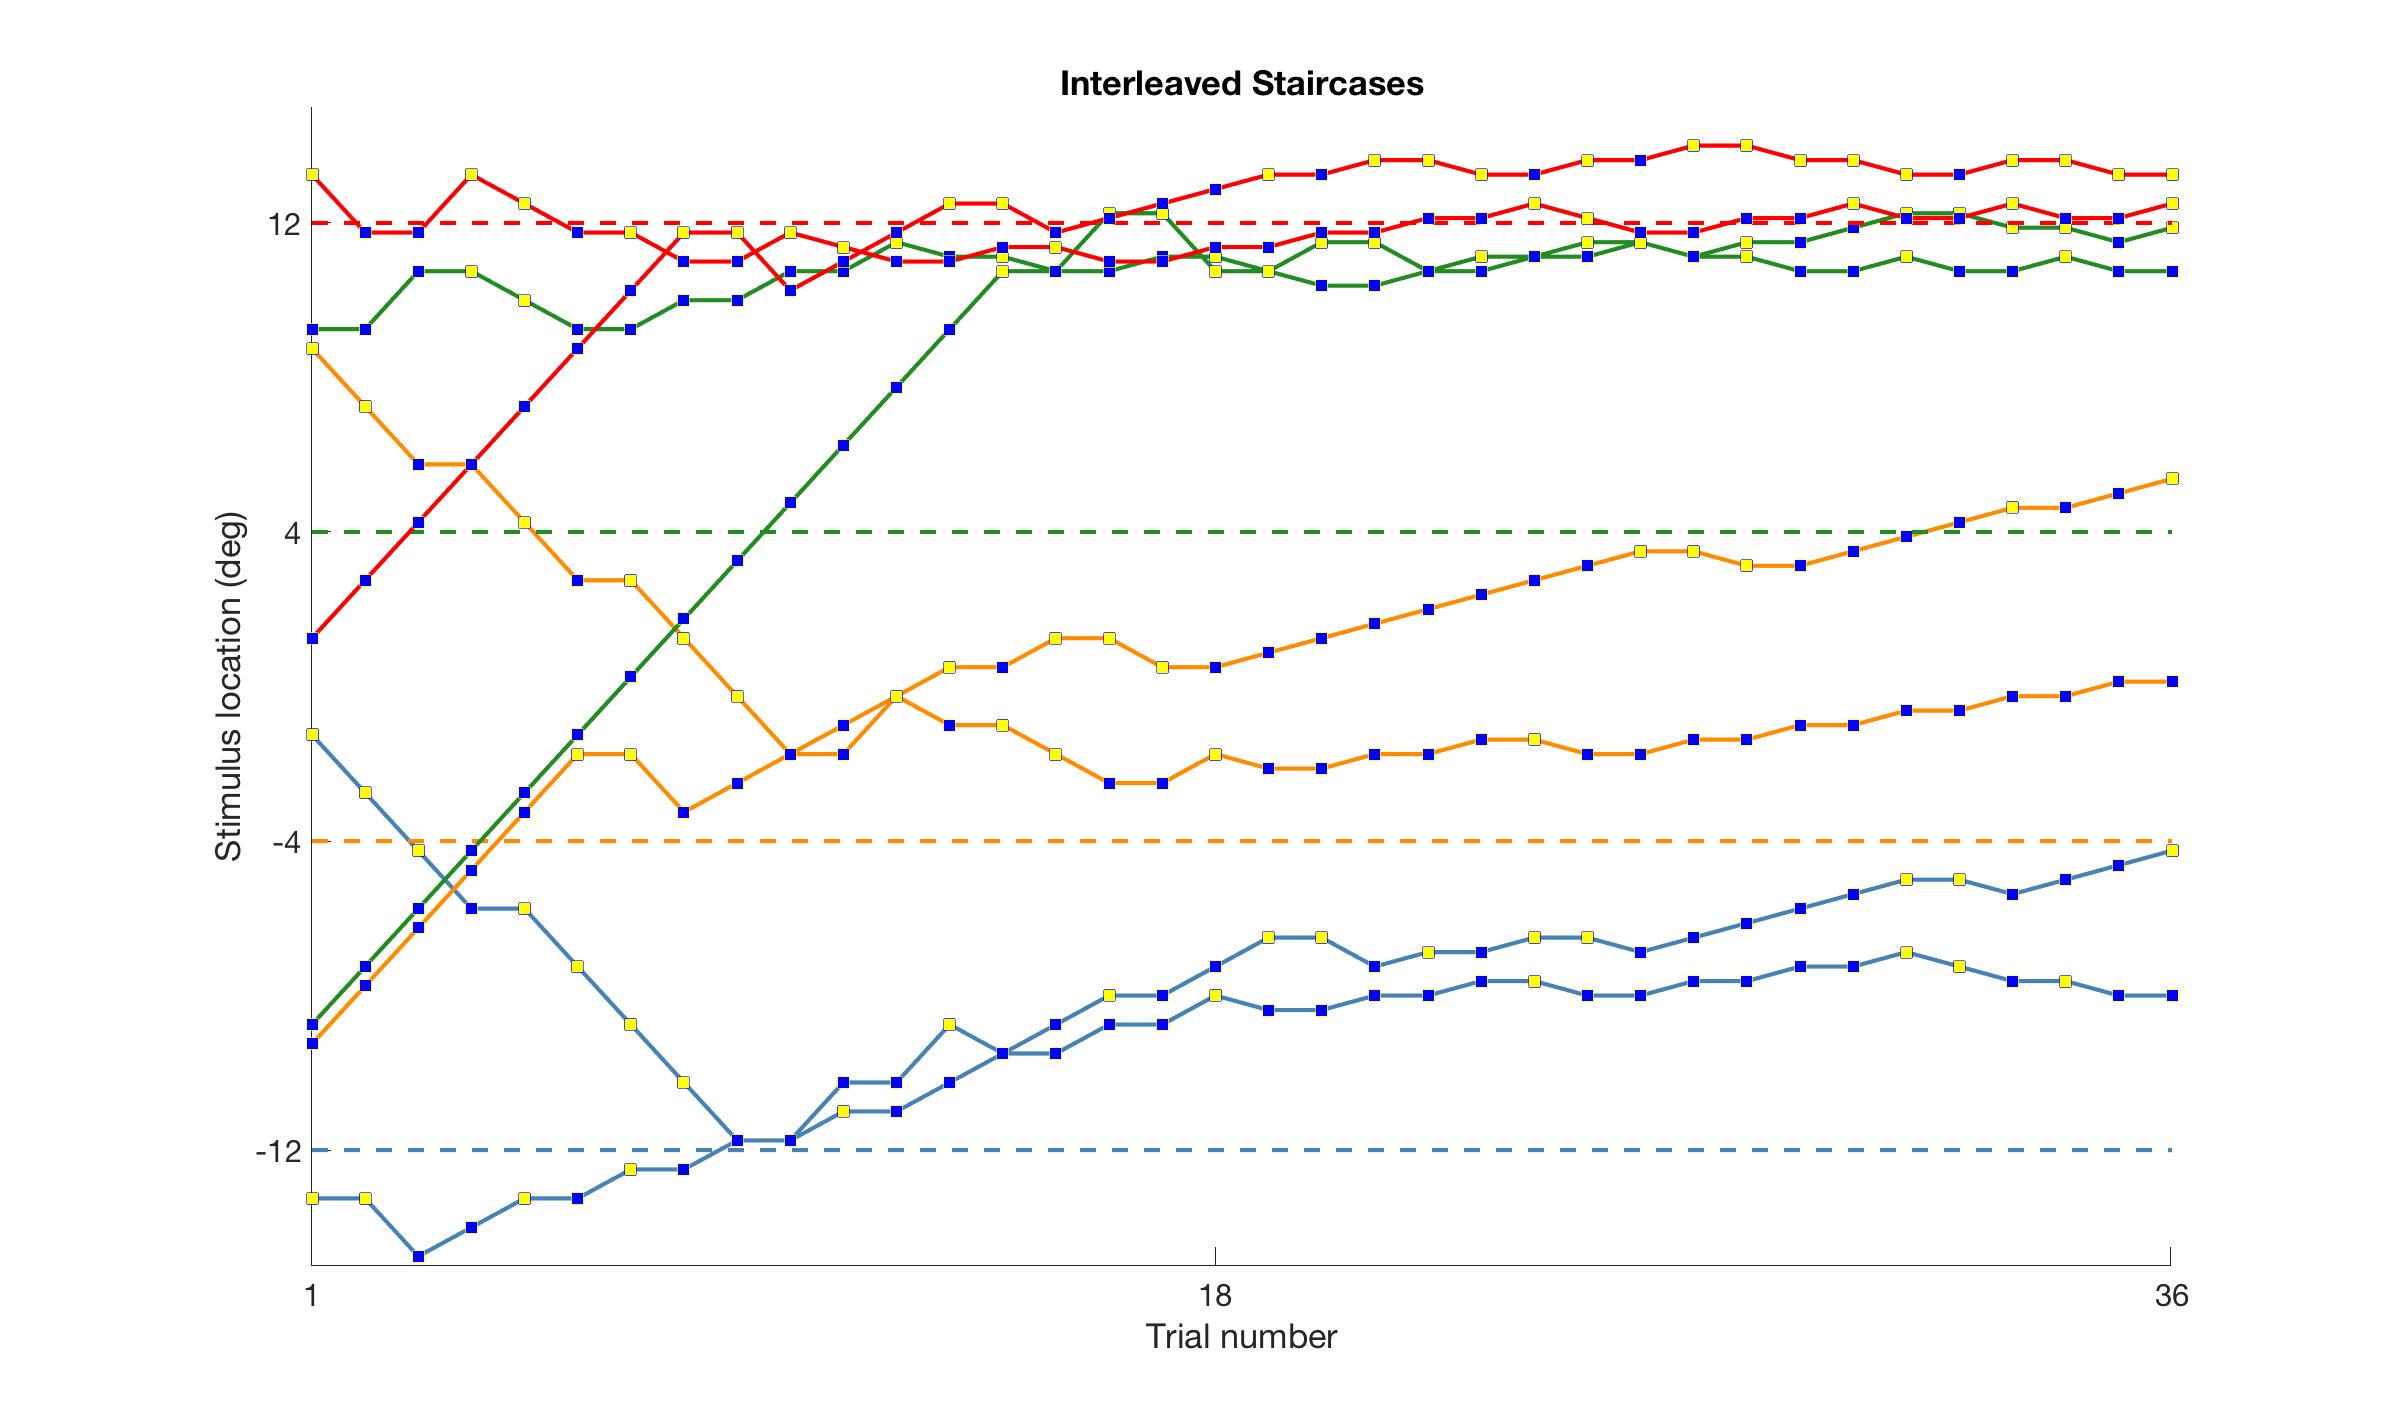 Interleaved Staircases
Stimulus location (deg)
12
4
-4
-12
1
18
36
Trial number